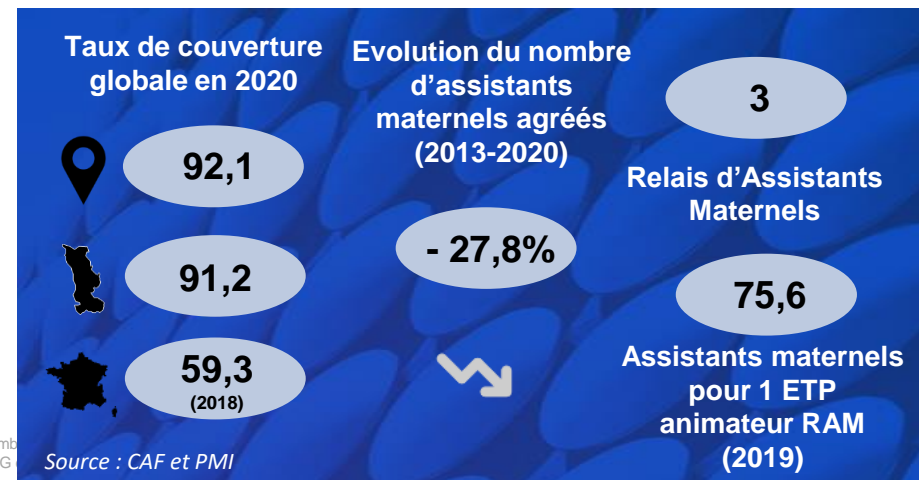 Taux de couverture
globale en 2020
92,1
91,2
59,3
(2018)
Evolution du nombre
d'assistants
maternels agréés
(2013-2020)
- 27,8%
3
Relais d'Assistants
Maternels
75,6
Assistants maternels
pour 1 ETP
animateur RAM
(2019)
Source : CAF et PMI